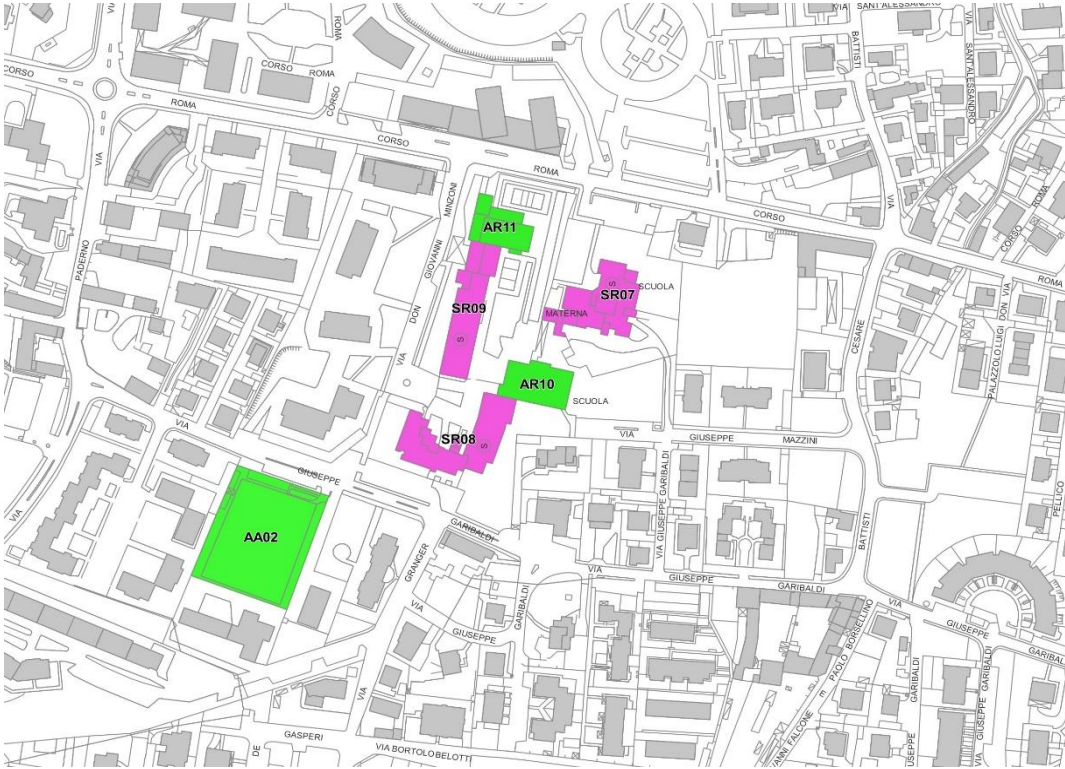 VIA SANT'ALESSANDRO
VIA
SANT'ALESSANDRO
ROMA
BATTISTI
CORSO
CORSO
ROMA
ROMA
CORSO
VIA
CORSO
ROMA
ROMA
MINZONI
VIA
CORSO
CORSO
ROMA
AR11
GIOVANNI
PADERNO
SR07
SCUOLA
ROMA
SR09
MATERNA
DON
VIA
DON
CESARE
PALAZZOLO LUIGI
VIA
AR10
SCUOLA
VIA
SR08
VIA
GIUSEPPE
MAZZINI
GIUSEPPE
VIA GIUSEPPE GARIBALDI
PELLICO
VIA
GARIBALDI
BATTISTI
AA02
GRANGER
VIA
GIUSEPPE
GARIBALDI
VIA
GARIBALDI
VIA
GIUSEPPE
GIUSEPPE
GARIBALDI
E PAOLO BORSELLINO
GARIBALDI
GIUSEPPE
GARIBALDI
VIA GIUSEPPE
VIA
GASPERI
DE
VIA BORTOLO BELOTTI
FALCONE